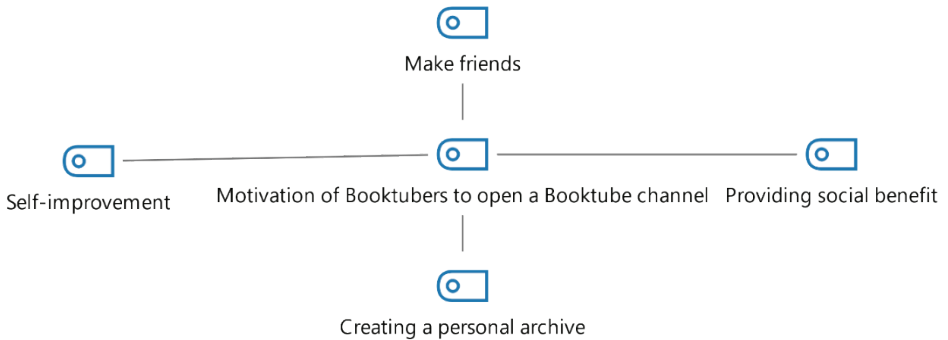 Make friends
Self-improvement
Motivation of Booktubers to open a Booktube channel
Providing social benefit
Creating a personal archive